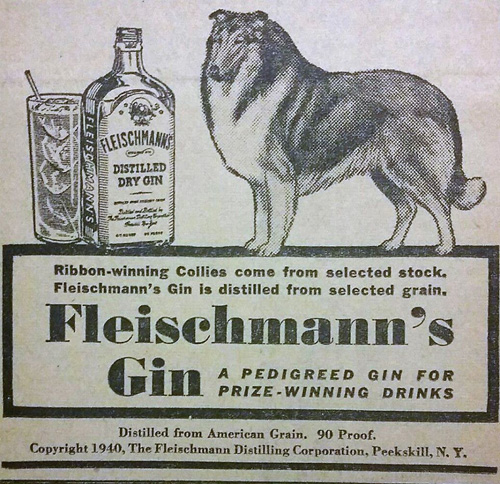 FLEISCHMANN'S
FLEISCHMANN'S
DISTILLED
DRY GIN
Ribbon-winning Collies come from selected stock.
Fleischmann's Gin is distilled from selected grain.
Fleischmann's
Gin
A PEDIGREED GIN FOR
PRIZE-WINNING DRINKS
Distilled from American Grain. 90 Proof.
Copyright 1940, The Fleischmann Distilling Corporation, Peekskill, N. Y.